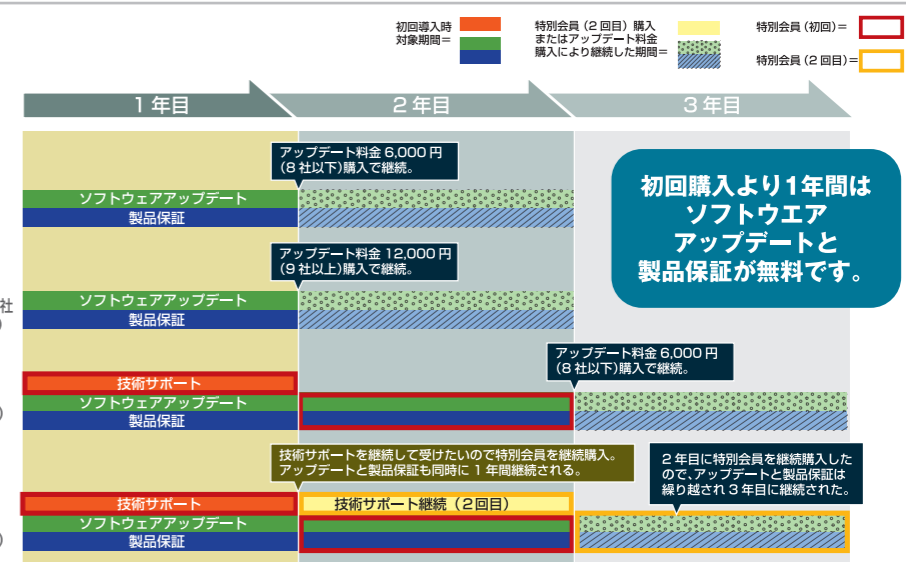 初回導入時
対象期間＝
特別会員（2回目）購入
またはアップデート料金
購入により継続した期間＝
特別会員（初回）＝
特別会員（2回目）＝
1年目
2年目
3年目
アップデート料金6,000円
（8社以下）購入で継続。
ソフトウェアアップデート
製品保証
初回購入より1年間は
ソフトウエア
アップデートと
製品保証が無料です。
アップデート料金12,000円
（9社以上）購入で継続。
社
）
ソフトウェアアップデート
製品保証
アップデート料金6,000円
（8社以下）購入で継続。
技術サポート
）
ソフトウェアアップデート
製品保証
技術サポートを継続して受けたいので特別会員を継続購入。
アップデートと製品保証も同時に1年間継続される。
2年目に特別会員を継続購入した
ので、アップデートと製品保証は
繰り越され3年目に継続された。
技術サポート
技術サポート継続（2回目）
）
ソフトウェアアップデート
製品保証